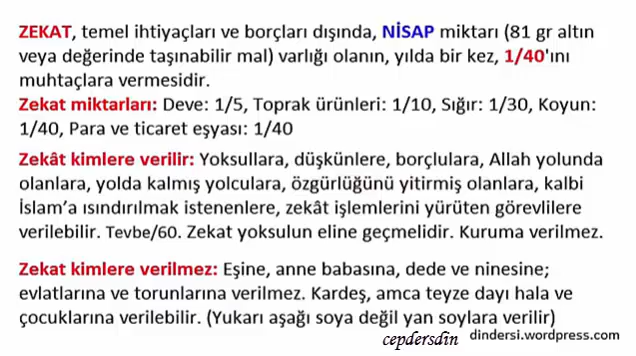 ZEKAT, temel ihtiyaçları ve borçları dışında, NİSAP miktarı (81 gr altın
veya değerinde taşınabilir mal) varlığı olanın, yılda bir kez, 1/40'ını
muhtaçlara vermesidir.
Zekat miktarları: Deve: 1/5, Toprak ürünleri: 1/10, Sığır: 1/30, Koyun:
1/40, Para ve ticaret eşyası: 1/40
Zekât kimlere verilir: Yoksullara, düşkünlere, borçlulara, Allah yolunda
olanlara, yolda kalmış yolculara, özgürlüğünü yitirmiş olanlara, kalbi
İslam’a ısındırılmak istenenlere, zekât işlemlerini yürüten görevlilere
verilebilir. Tevbe/60. Zekat yoksulun eline geçmelidir. Kuruma verilmez.
Zekat kimlere verilmez: Eşine, anne babasına, dede ve ninesine;
evlatlarına ve torunlarına verilmez. Kardeş, amca teyze dayı hala ve
çocuklarına verilebilir. (Yukarı aşağı soya değil yan soylara verilir)
cepdersdin dindersi.wordpress.com